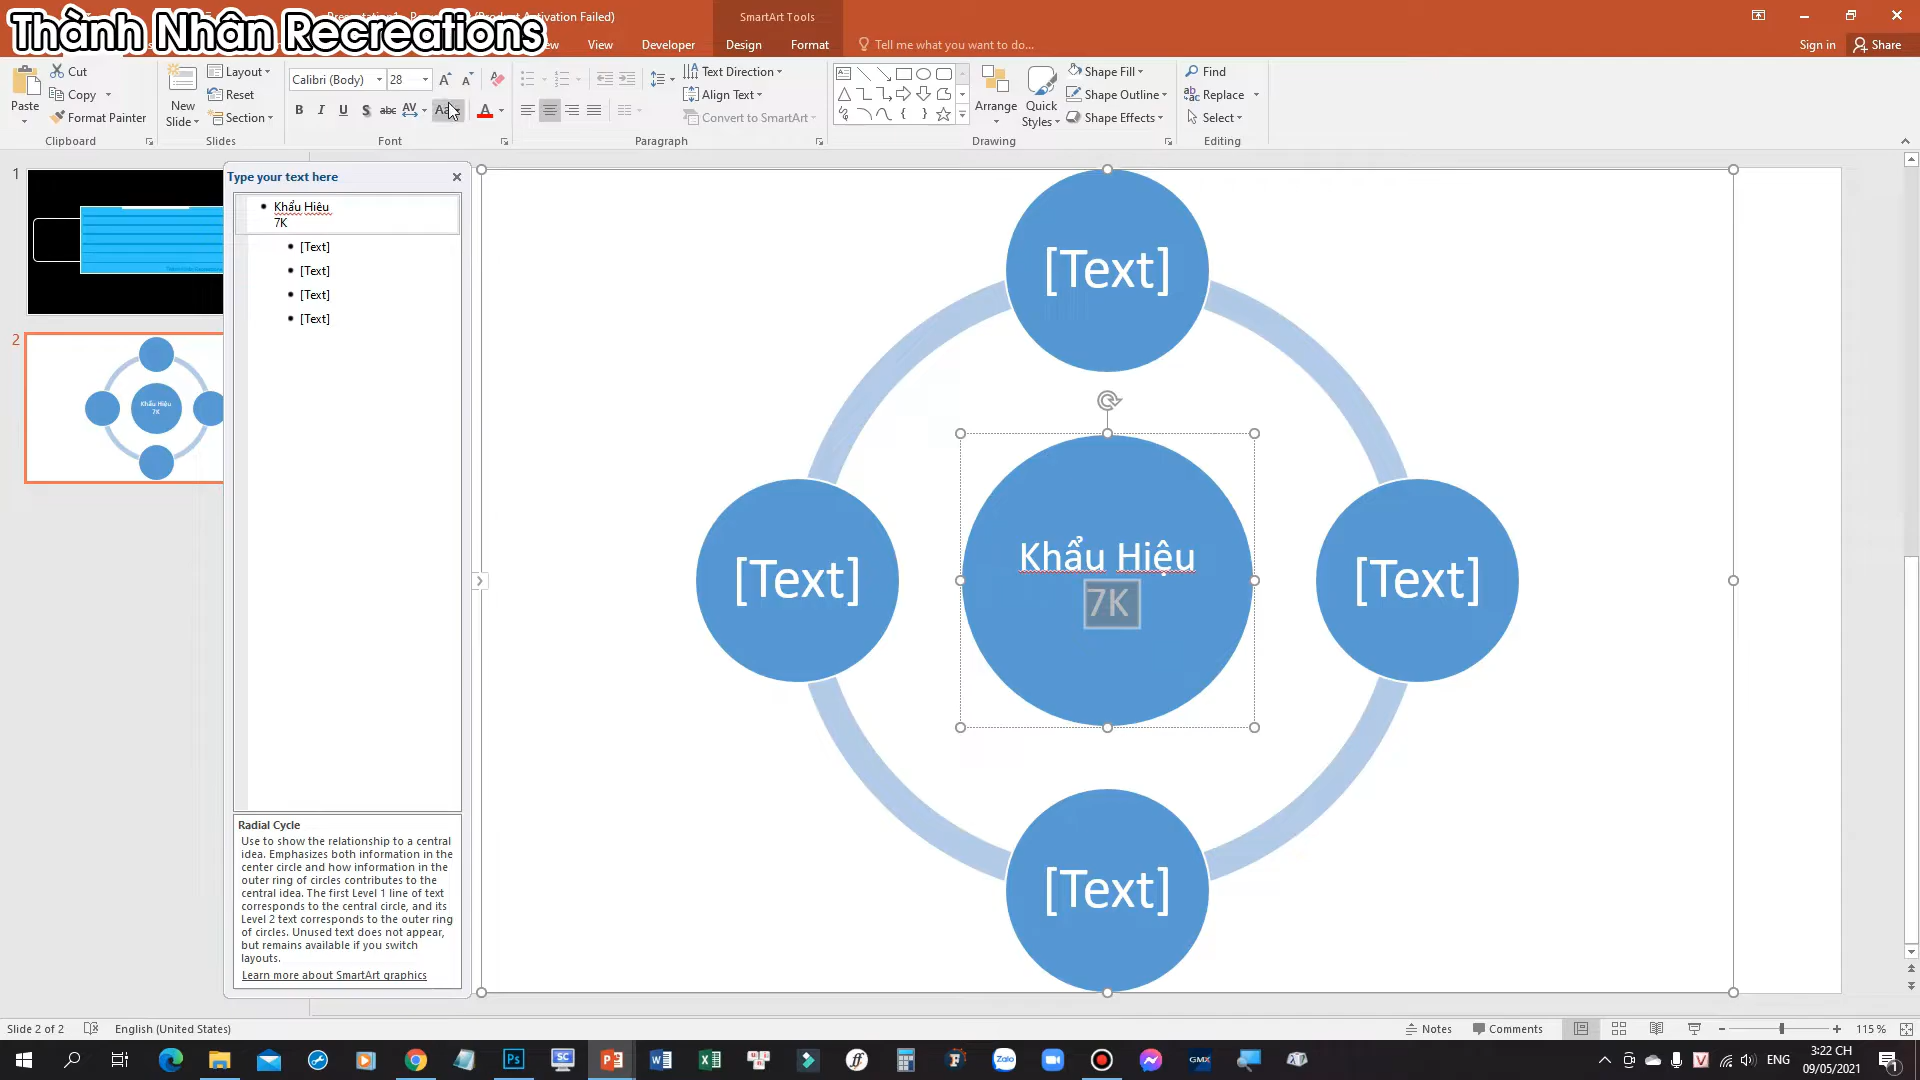 Thành Nhân Recreations
(Product Activation Failed)
SmartArt Tools
View
Developer
Design
Format
Tell me what you want to do...
Sign in
Share
Paste
Cut
Copy
Format Painter
Clipboard
New
Slide
Layout
Reset
Section
Slides
Calibri (Body)
28
Font
Text Direction
Align Text
Convert to SmartArt
Paragraph
Arrange
Quick
Styles
Shape Fill
Shape Outline
Shape Effects
Drawing
Find
Replace
Select
Editing
1
2
Khẩu Hiệu
7K
Type your text here
Khẩu Hiệu
7K
[Text]
[Text]
[Text]
[Text]
Radial Cycle
Use to show the relationship to a central
idea. Emphasizes both information in the
center circle and how information in the
outer ring of circles contributes to the
central idea. The first Level 1 line of text
corresponds to the central circle, and its
Level 2 text corresponds to the outer ring
of circles. Unused text does not appear,
but remains available if you switch
layouts.
Learn more about SmartArt graphics
[Text]
[Text]
Khẩu Hiệu
7K
[Text]
[Text]
Slide 2 of 2
English (United States)
Notes
Comments
115 %
ENG
3:22 CH
09/05/2021